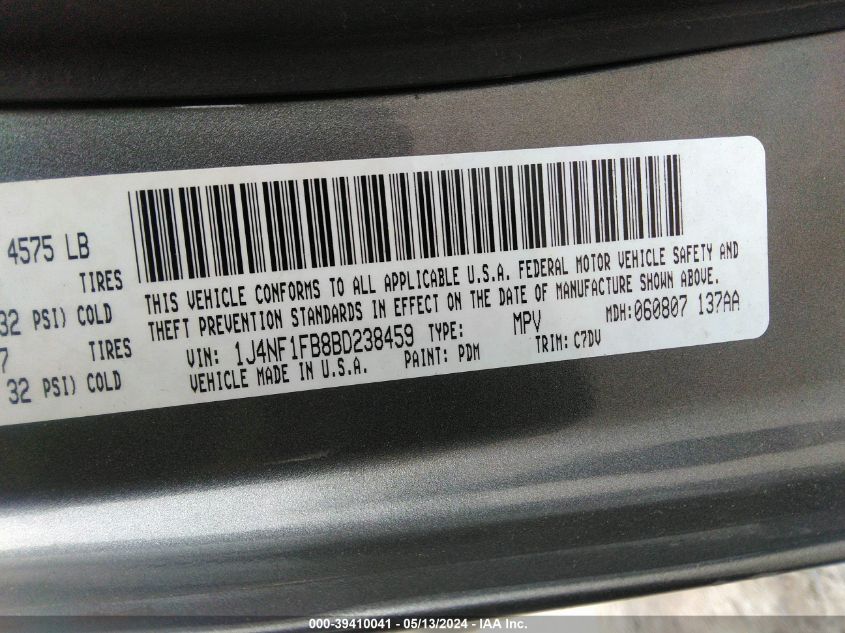 4575 LB
TIRES
32 PSI) COLD
7 TIRES
32 PSI) COLD
THIS VEHICLE CONFORMS TO ALL APPLICABLE U.S.A. FEDERAL MOTOR VEHICLE SAFETY AND
THEFT PREVENTION STANDARDS IN EFFECT ON THE DATE OF MANUFACTURE SHOWN ABOVE.
VIN: 1J4NF1FB8BD238459 TYPE: MPV MDH:060807 137AA
VEHICLE MADE IN U.S.A. PAINT: PDM TRIM: C7DV
000-39410041 - 05/13/2024 - IAA Inc.